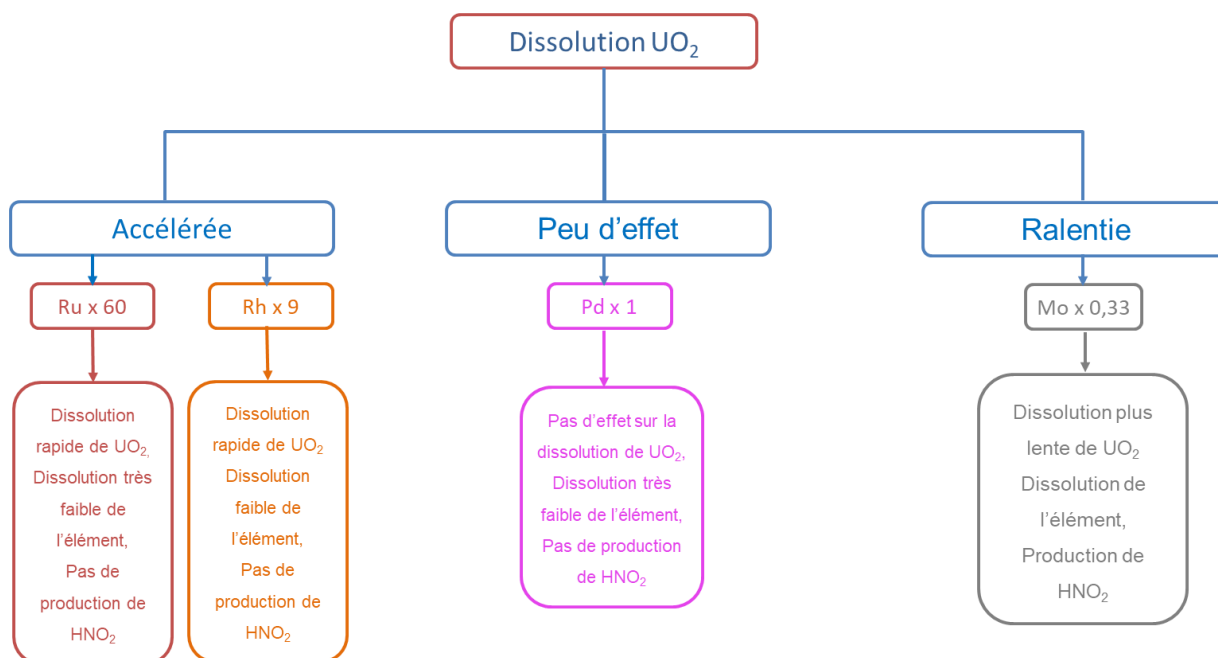 Dissolution UO₂
Accélérée
Peu d'effet
Ralentie
Ru x 60
Rh x 9
Pd x 1
Mo x 0,33
Dissolution
rapide de UO₂,
Dissolution très
faible de
l'élément,
Pas de
production de
HNO₂
Dissolution
rapide de UO₂
Dissolution
faible de
l'élément,
Pas de
production de
HNO₂
Pas d'effet sur la
dissolution de UO₂,
Dissolution très
faible de l'élément,
Pas de production
de HNO₂
Dissolution plus
lente de UO₂
Dissolution de
l'élément,
Production de
HNO₂